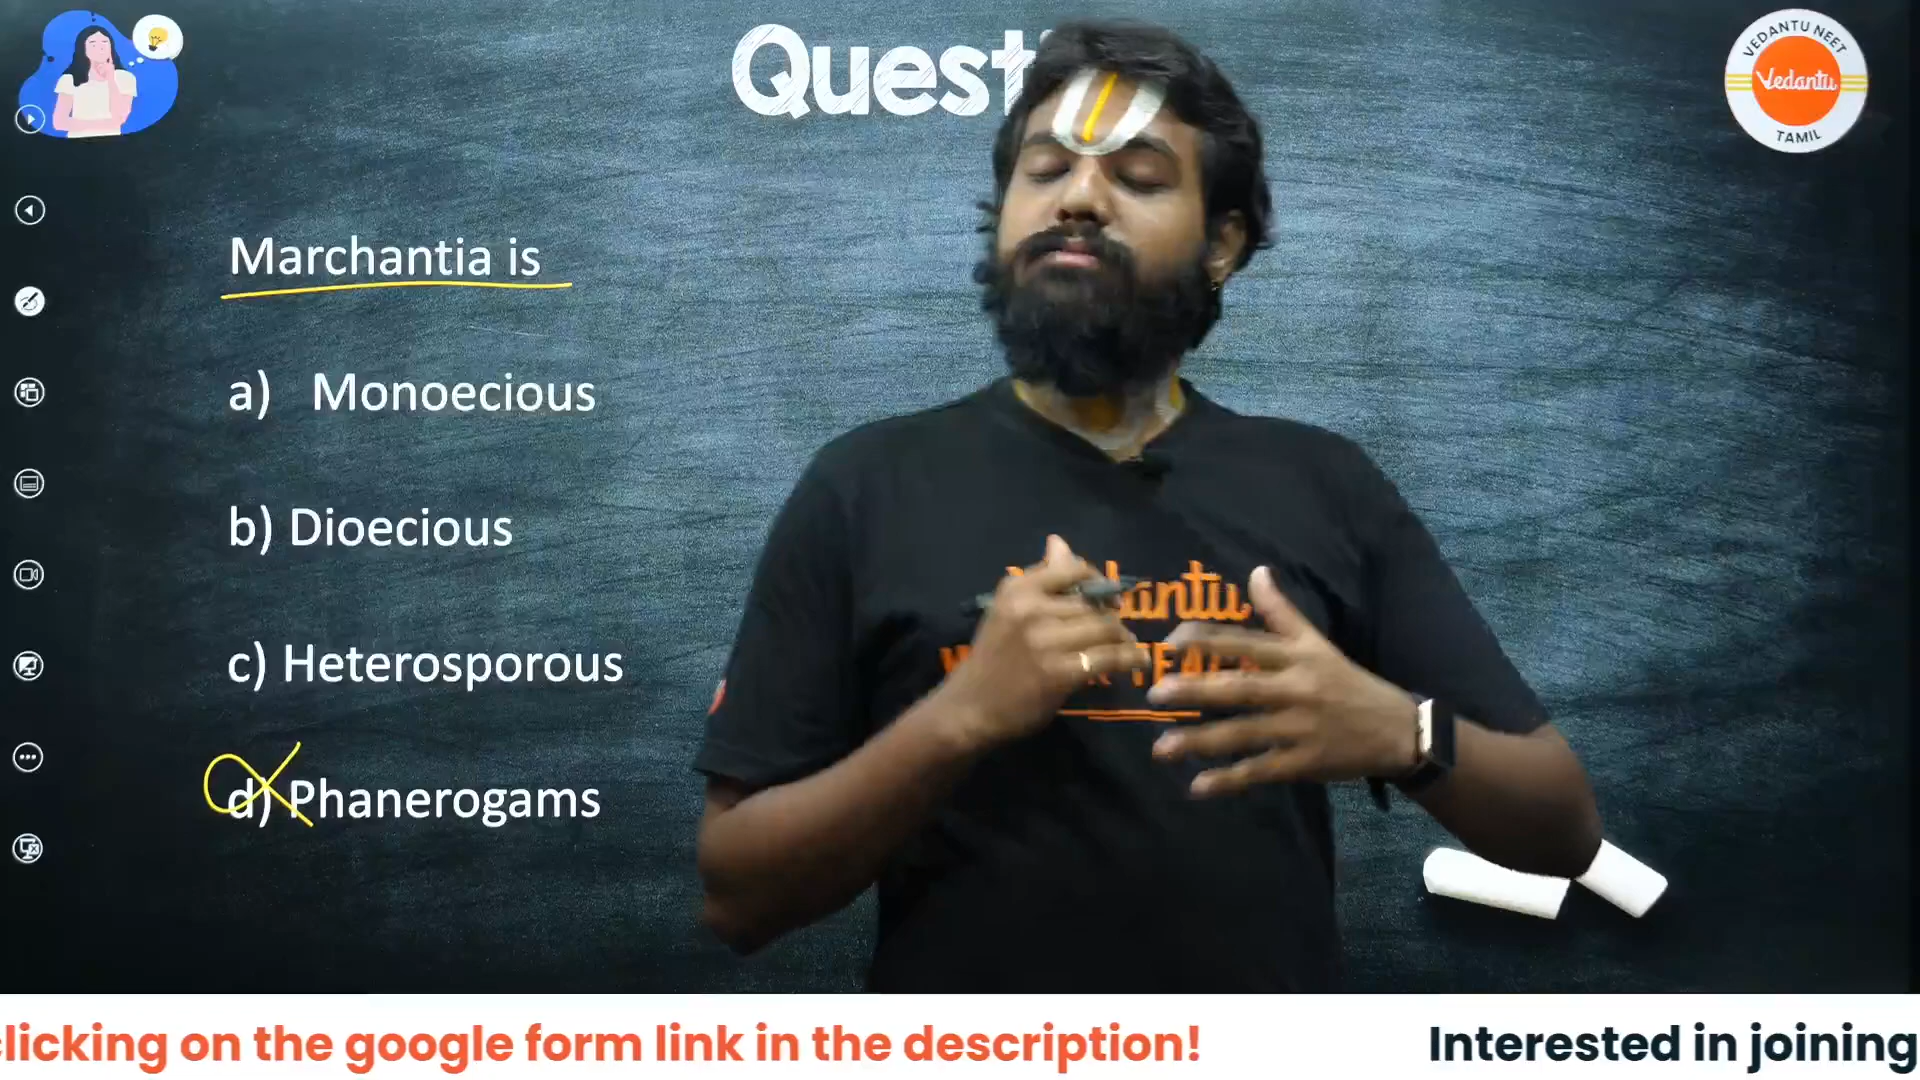 Quest
VEDANTU NEET
Vedantu
TAMIL
Marchantia is
a) Monoecious
b) Dioecious
c) Heterosporous
d) Phanerogams
clicking on the google form link in the description!
Interested in joining